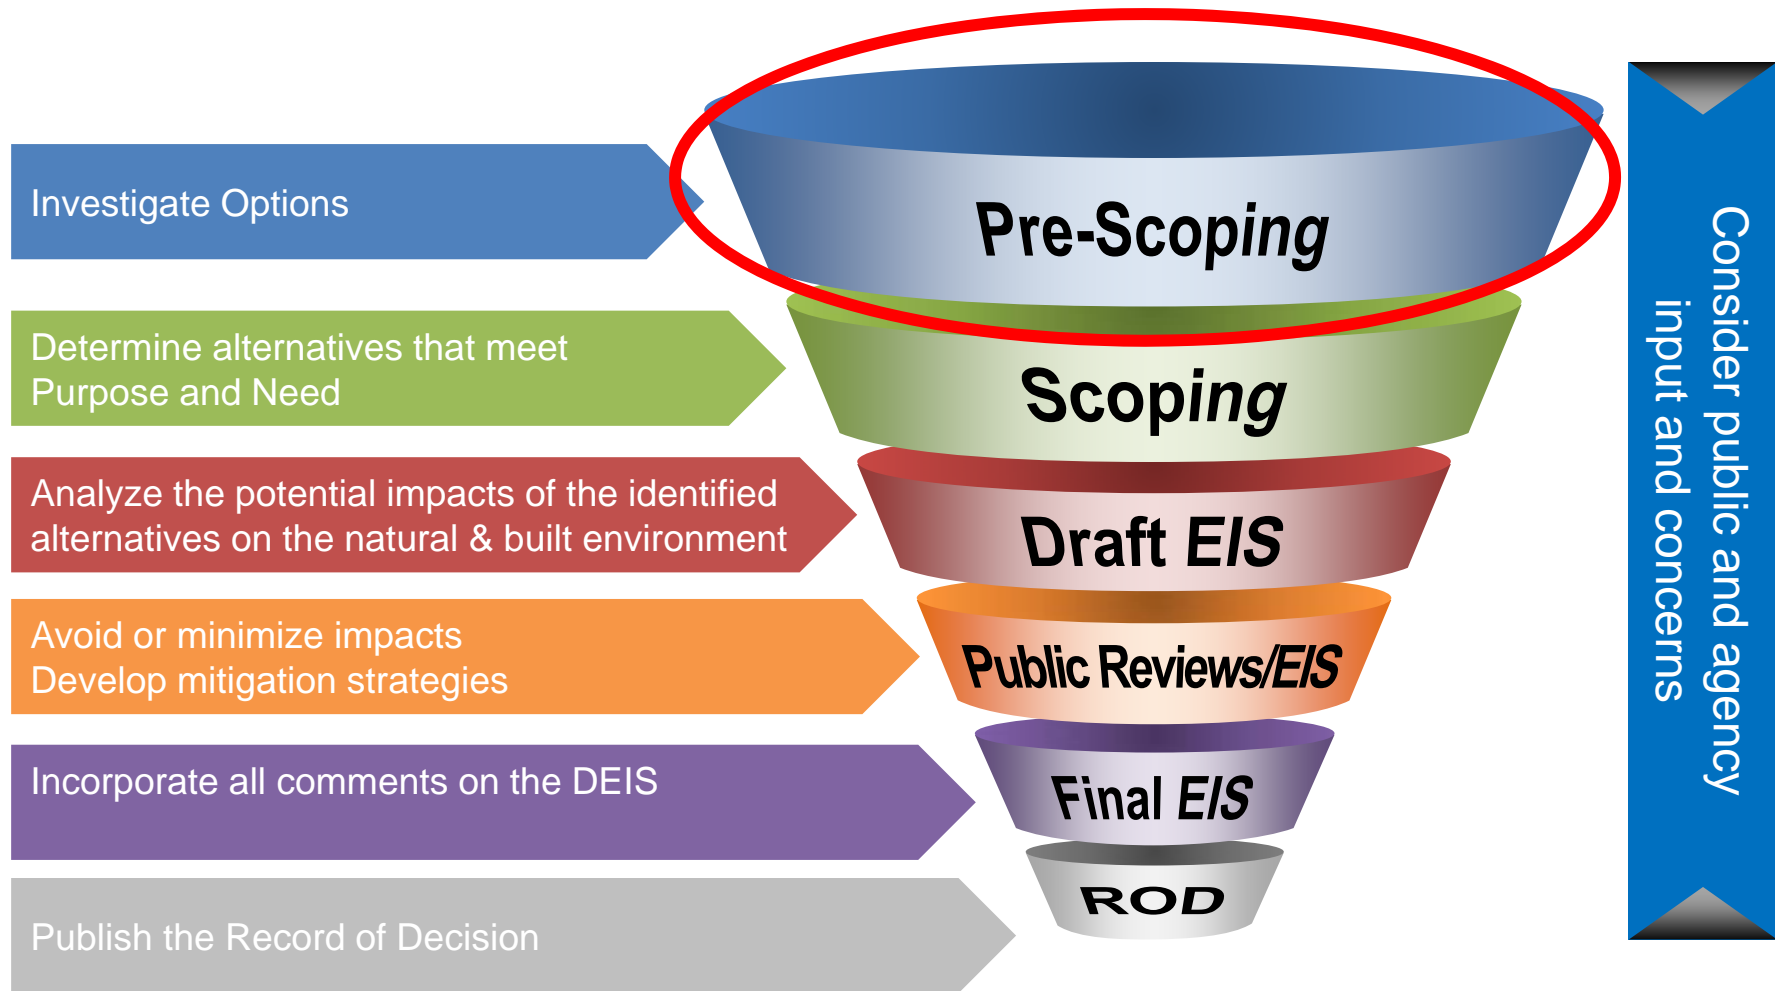 Investigate Options
Pre-Scoping
Determine alternatives that meet
Purpose and Need
Scoping
Analyze the potential impacts of the identified
alternatives on the natural & built environment
Draft EIS
Avoid or minimize impacts
Develop mitigation strategies
Public Reviews/EIS
Incorporate all comments on the DEIS
Final EIS
Publish the Record of Decision
ROD
Consider public and agency
input and concerns